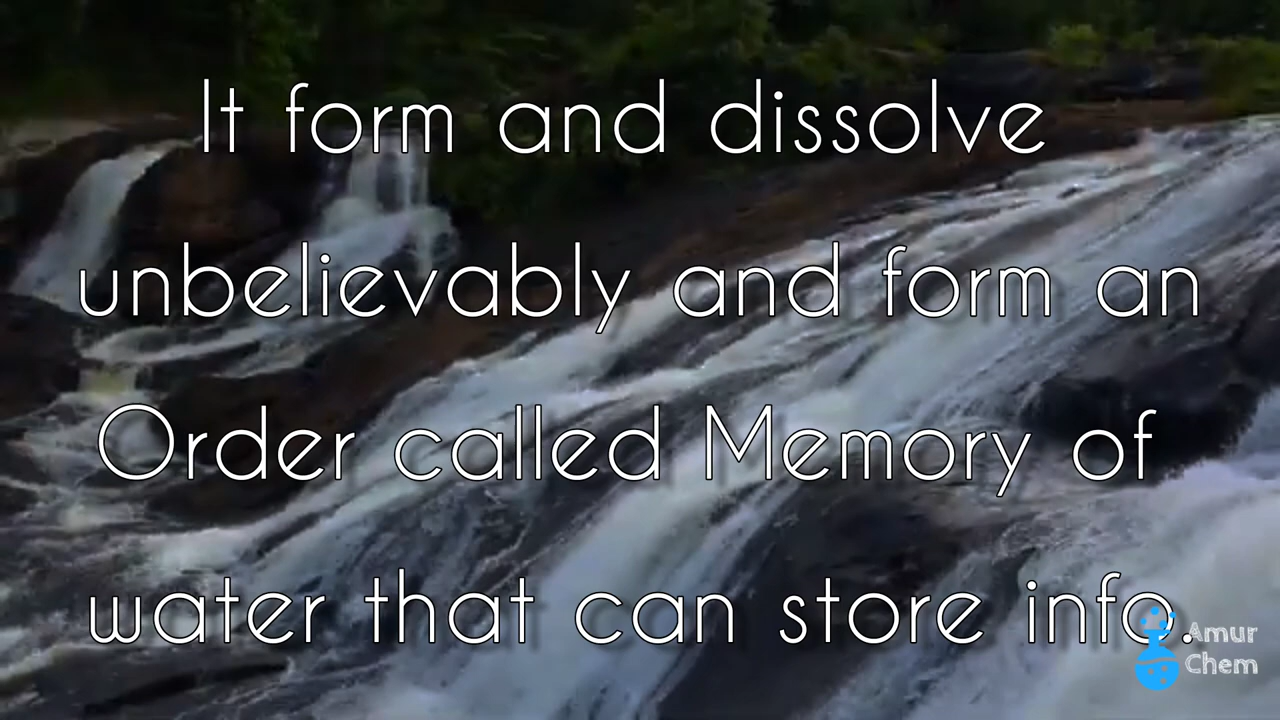 It form and dissolve
unbelievably and form an
Order called Memory of
water that can store info.
Amur
Chem